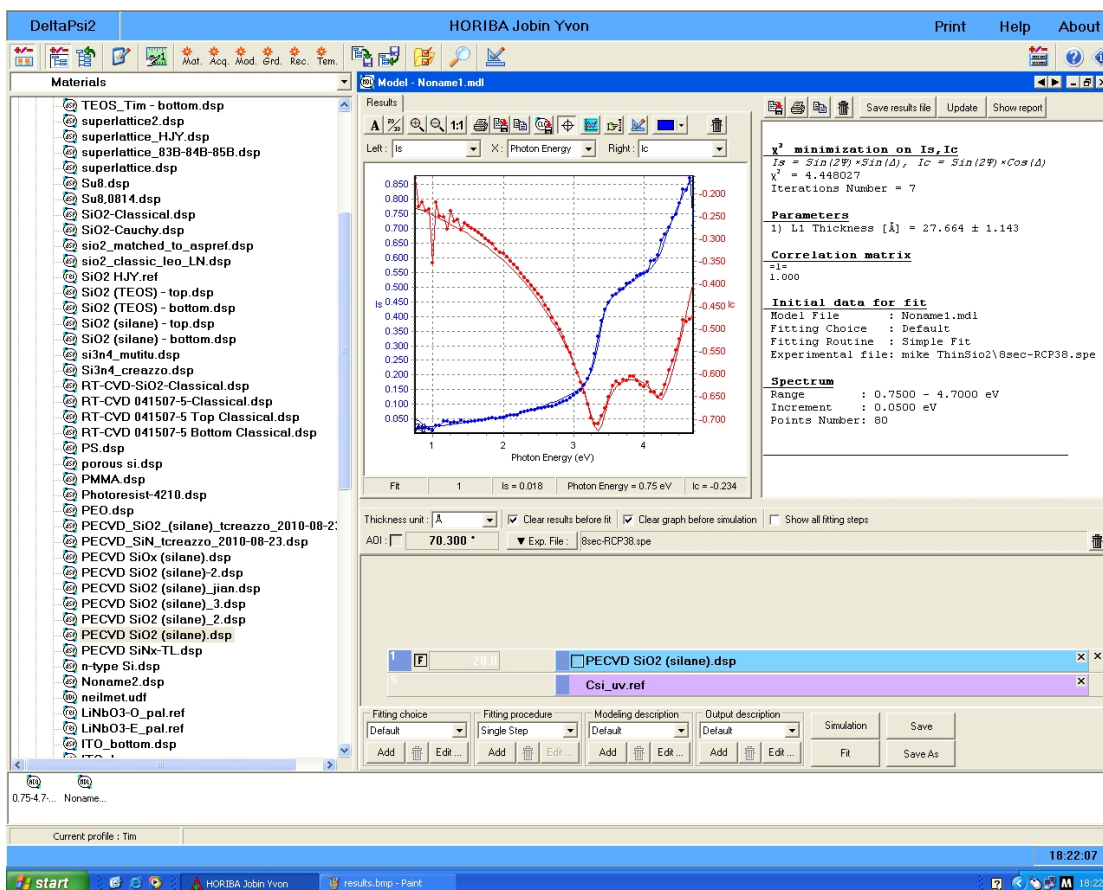 DeltaPsi2 HORIBA Jobin Yvon Print Help About
Mat. Acq. Mod. Grd. Rec. Tem.
Materials
TEOS_Tim - bottom.dsp
superlattice2.dsp
superlattice_HJY.dsp
superlattice_83B-84B-85B.dsp
superlattice.dsp
Su8.dsp
Su8,0814.dsp
SiO2-Classical.dsp
SiO2-Cauchy.dsp
sio2_matched_to_aspref.dsp
sio2_classic_leo_LN.dsp
SiO2 HJY.ref
SiO2 (TEOS) - top.dsp
SiO2 (TEOS) - bottom.dsp
SiO2 (silane) - top.dsp
SiO2 (silane) - bottom.dsp
si3n4_mutitu.dsp
Si3n4_creazzo.dsp
RT-CVD-SiO2-Classical.dsp
RT-CVD 041507-5-Classical.dsp
RT-CVD 041507-5 Top Classical.dsp
RT-CVD 041507-5 Bottom Classical.dsp
PS.dsp
porous si.dsp
PMMA.dsp
Photoresist-4210.dsp
PEO.dsp
PECVD_SiO2_(silane)_tcreazzo_2010-08-2
PECVD_SiN_tcreazzo_2010-08-23.dsp
PECVD SiOx (silane).dsp
PECVD SiO2 (silane)-2.dsp
PECVD SiO2 (silane)_jian.dsp
PECVD SiO2 (silane)_3.dsp
PECVD SiO2 (silane)_2.dsp
PECVD SiO2 (silane).dsp
PECVD SiNx-TL.dsp
n-type Si.dsp
Noname2.dsp
neilmet.udf
LiNbO3-O_pal.ref
LiNbO3-E_pal.ref
ITO_bottom.dsp
Model - Noname1.mdl
Results
A 1:1
Left : Is X : Photon Energy Right : Ic
0.850
0.800
0.750
0.700
0.650
0.600
0.550
0.500
Is 0.450
0.400
0.350
0.300
0.250
0.200
0.150
0.100
0.050
-0.200
-0.250
-0.300
-0.350
-0.400
-0.450 Ic
-0.500
-0.550
-0.600
-0.650
-0.700
1 2 3 4
Photon Energy (eV)
Fit 1 Is = 0.018 Photon Energy = 0.75 eV Ic = -0.234
Save results file Update Show report
χ² minimization on Is,Ic
Is = Sin(2Ψ)*Sin(Δ), Ic = Sin(2Ψ)*Cos(Δ)
χ² = 4.448027
Iterations Number = 7
Parameters
1) L1 Thickness [Å] = 27.664 ± 1.143
Correlation matrix
=1=
1.000
Initial data for fit
Model File : Noname1.mdl
Fitting Choice : Default
Fitting Routine : Simple Fit
Experimental file: mike ThinSio2\8sec-RCP38.spe
Spectrum
Range : 0.7500 - 4.7000 eV
Increment : 0.0500 eV
Points Number: 80
Thickness unit : Å Clear results before fit Clear graph before simulation Show all fitting steps
AOI : 70.300 ° ▼ Exp. File : 8sec-RCP38.spe
1 F 20.0 PECVD SiO2 (silane).dsp
S Csi_uv.ref
Fitting choice Fitting procedure Modeling description Output description
Default Single Step Default Default Simulation Save
Add Edit ... Add Edit ... Add Edit ... Add Edit ... Fit Save As
0.75-4.7-... Noname...
Current profile : Tim
18:22:07
start HORIBA Jobin Yvon results.bmp - Paint 18:22